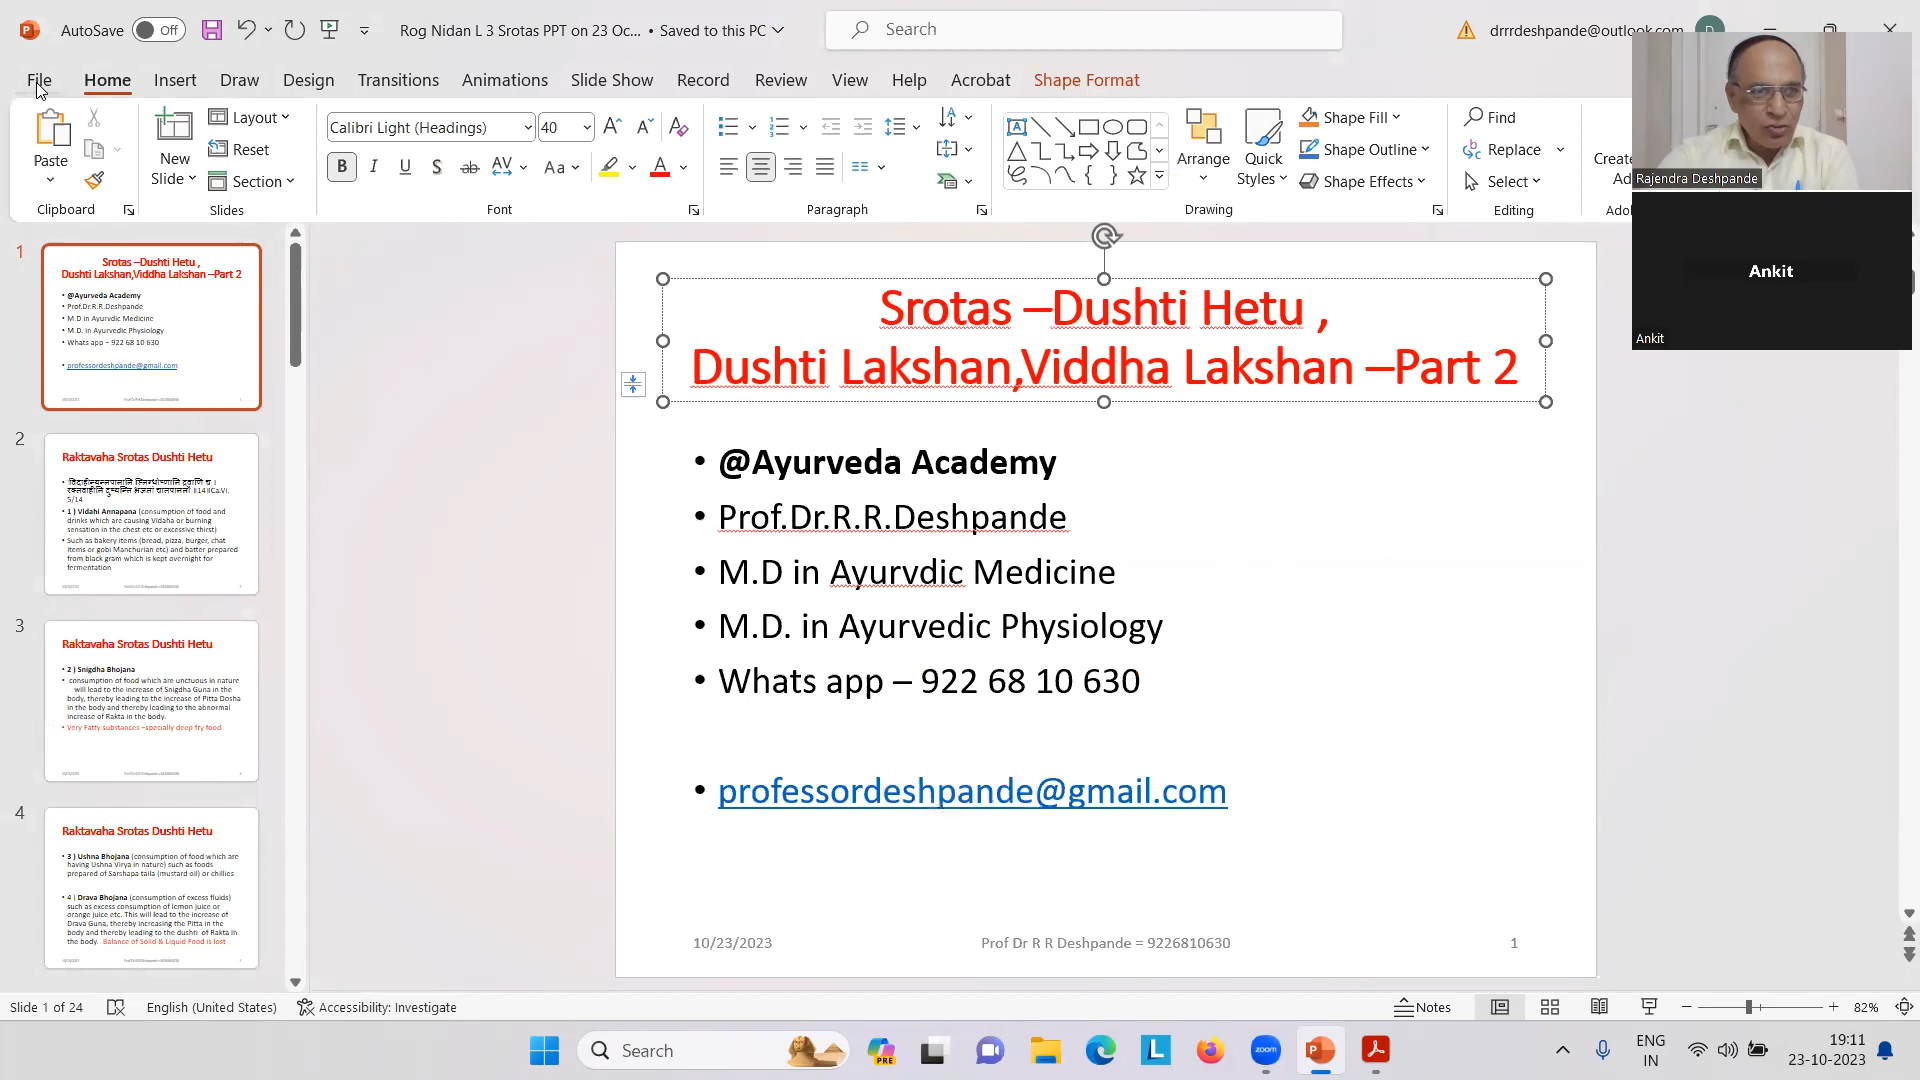 AutoSave
Off
Rog Nidan L 3 Srotas PPT on 23 Oc... • Saved to this PC
Search
drrrdeshpande@outlook.com
D
File
Home
Insert
Draw
Design
Transitions
Animations
Slide Show
Record
Review
View
Help
Acrobat
Shape Format
Paste
Clipboard
New
Slide
Layout
Reset
Section
Slides
Calibri Light (Headings)
40
Font
Paragraph
Arrange
Quick
Styles
Shape Fill
Shape Outline
Shape Effects
Drawing
Find
Replace
Select
Editing
Rajendra Deshpande
Ankit
Ankit
1
Srotas –Dushti Hetu ,
Dushti Lakshan,Viddha Lakshan –Part 2
• @Ayurveda Academy
• Prof.Dr.R.R.Deshpande
• M.D in Ayurvdic Medicine
• M.D. in Ayurvedic Physiology
• Whats app – 922 68 10 630
• professordeshpande@gmail.com
2
Raktavaha Srotas Dushti Hetu
5/14
• 1 ) Vidahi Annapana (consumption of food and
drinks which are causing Vidaha or burning
sensation in the chest etc or excessive thirst)
• Such as bakery items (bread, pizza, burger, chat
items or gobi Manchurian etc) and batter prepared
from black gram which is kept overnight for
fermentation
3
Raktavaha Srotas Dushti Hetu
• 2 ) Snigdha Bhojana
• consumption of food which are unctuous in nature
will lead to the increase of Snigdha Guna in the
body, thereby leading to the increase of Pitta Dosha
in the body and thereby leading to the abnormal
increase of Rakta in the body.
• Very Fatty substances –specially deep fry food
4
Raktavaha Srotas Dushti Hetu
• 3 ) Ushna Bhojana (consumption of food which are
having Ushna Virya in nature) such as foods
prepared of Sarshapa taila (mustard oil) or chillies
• 4 ) Drava Bhojana (consumption of excess fluids)
such as excess consumption of lemon juice or
orange juice etc. This will lead to the increase of
Drava Guna, thereby increasing the Pitta in the
body and thereby leading to the dushti of Rakta in
the body. Balance of Solid & Liquid Food is lost
Srotas –Dushti Hetu ,
Dushti Lakshan,Viddha Lakshan –Part 2
• @Ayurveda Academy
• Prof.Dr.R.R.Deshpande
• M.D in Ayurvdic Medicine
• M.D. in Ayurvedic Physiology
• Whats app – 922 68 10 630
• professordeshpande@gmail.com
10/23/2023
Prof Dr R R Deshpande = 9226810630
1
Slide 1 of 24
English (United States)
Accessibility: Investigate
Notes
82%
Search
PRE
zoom
ENG
IN
19:11
23-10-2023